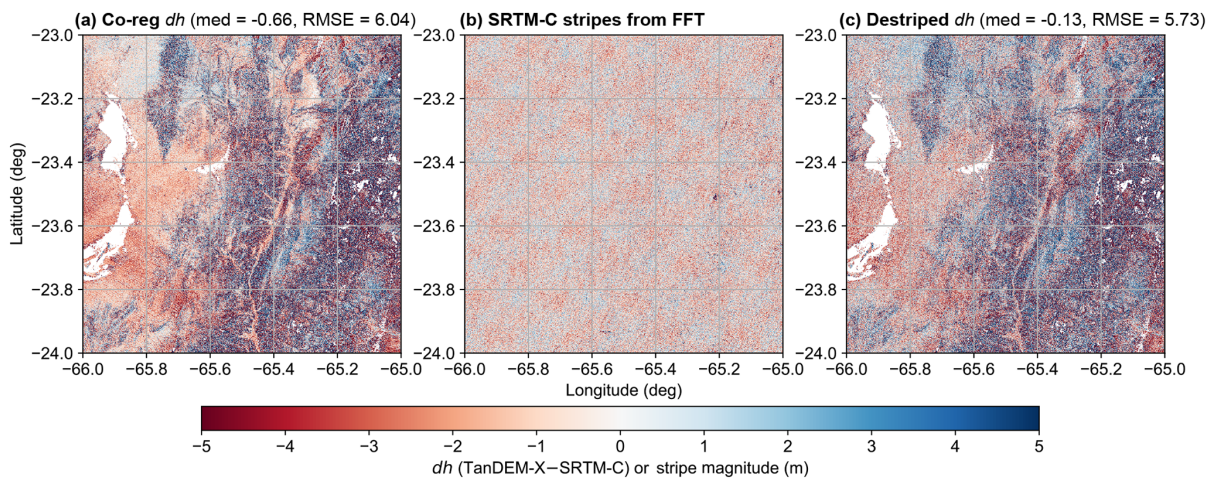 (a) Co-reg dh (med = -0.66, RMSE = 6.04)
(b) SRTM-C stripes from FFT
(c) Destriped dh (med = -0.13, RMSE = 5.73)
−23.0
−23.2
−23.4
−23.6
−23.8
−24.0
Latitude (deg)
−66.0 −65.8 −65.6 −65.4 −65.2 −65.0
−23.0
−23.2
−23.4
−23.6
−23.8
−24.0
−66.0 −65.8 −65.6 −65.4 −65.2 −65.0
−23.0
−23.2
−23.4
−23.6
−23.8
−24.0
−66.0 −65.8 −65.6 −65.4 −65.2 −65.0
Longitude (deg)
−5 −4 −3 −2 −1 0 1 2 3 4 5
dh (TanDEM-X−SRTM-C) or stripe magnitude (m)